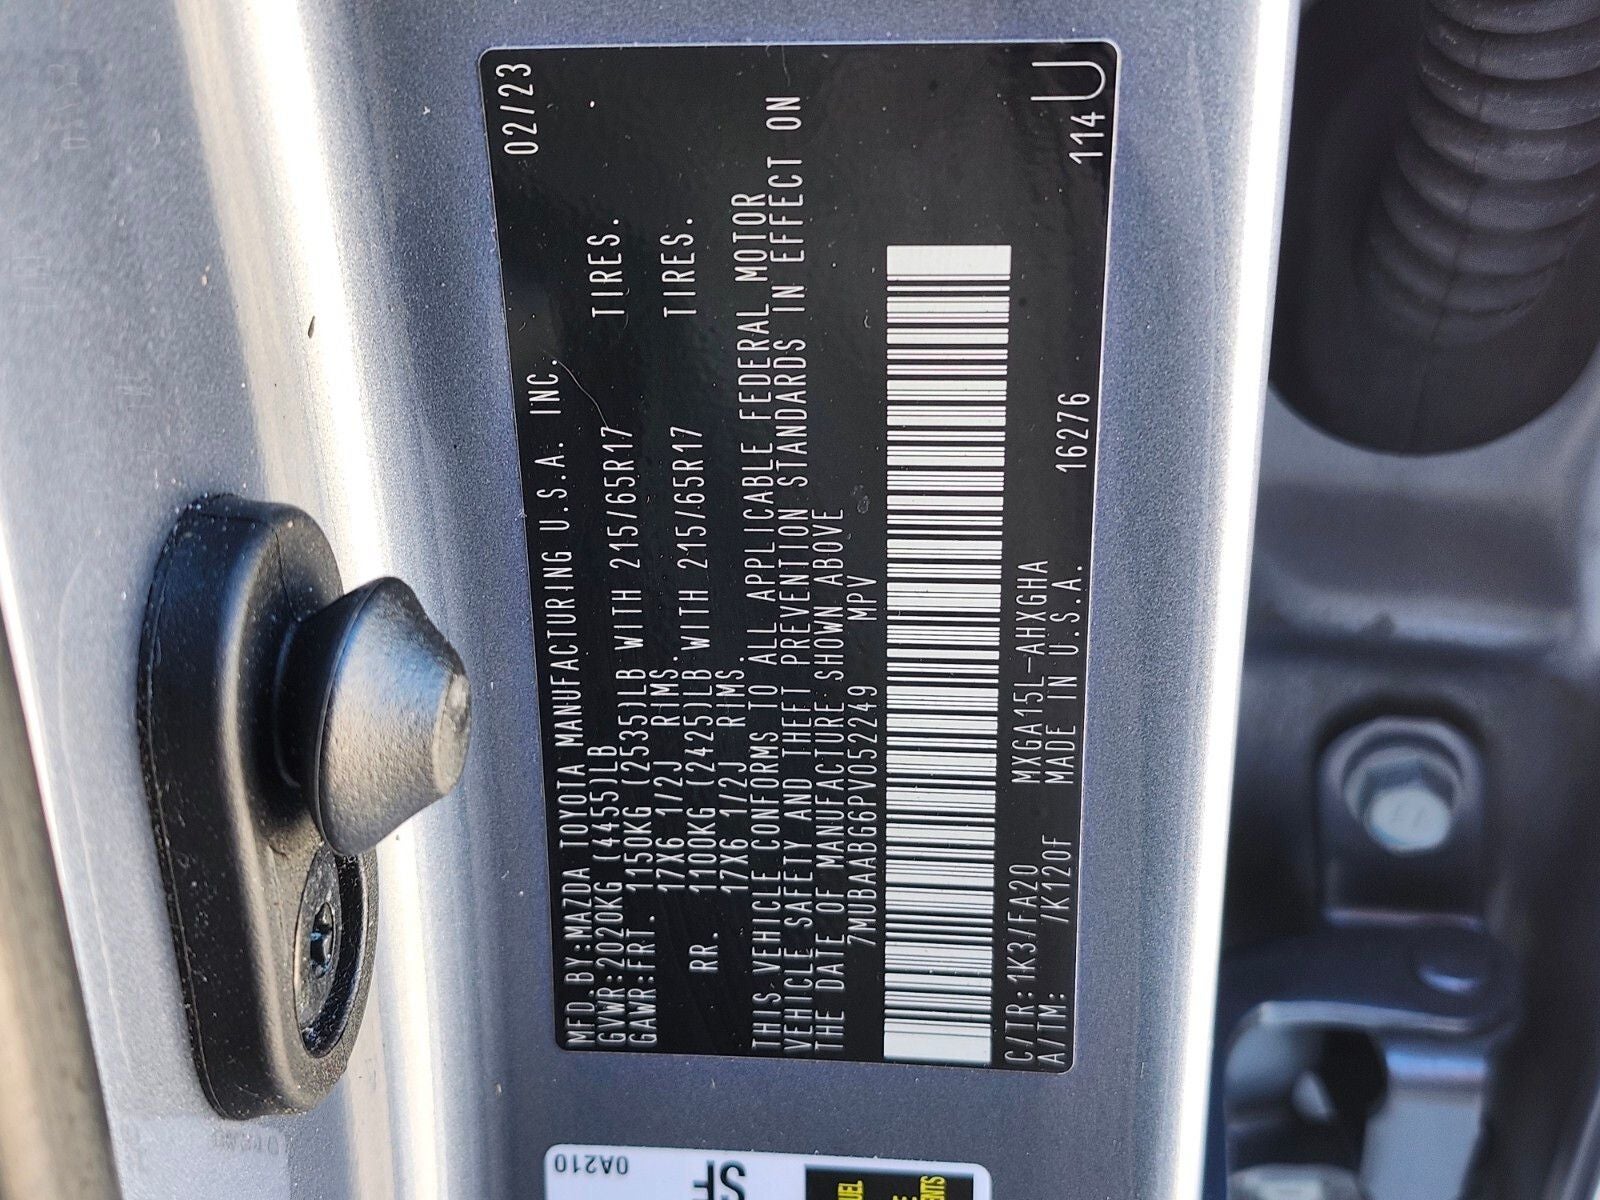 MFD.BY:MAZDA TOYOTA MANUFACTURING U.S.A. INC. 02/23
GVWR:2020KG (4455)LB
GAWR:FRT. 1150KG (2535)LB WITH 215/65R17 TIRES.
17X6 1/2J RIMS.
RR. 1100KG (2425)LB WITH 215/65R17 TIRES.
17X6 1/2J RIMS.
THIS VEHICLE CONFORMS TO ALL APPLICABLE FEDERAL MOTOR
VEHICLE SAFETY AND THEFT PREVENTION STANDARDS IN EFFECT ON
THE DATE OF MANUFACTURE SHOWN ABOVE
7MUBAABG6PV052249 MPV
C/TR:1K3/FA20 MXGA15L-AHXGHA
A/TM: /K120F MADE IN U.S.A. 16276 114U
0A210
SF